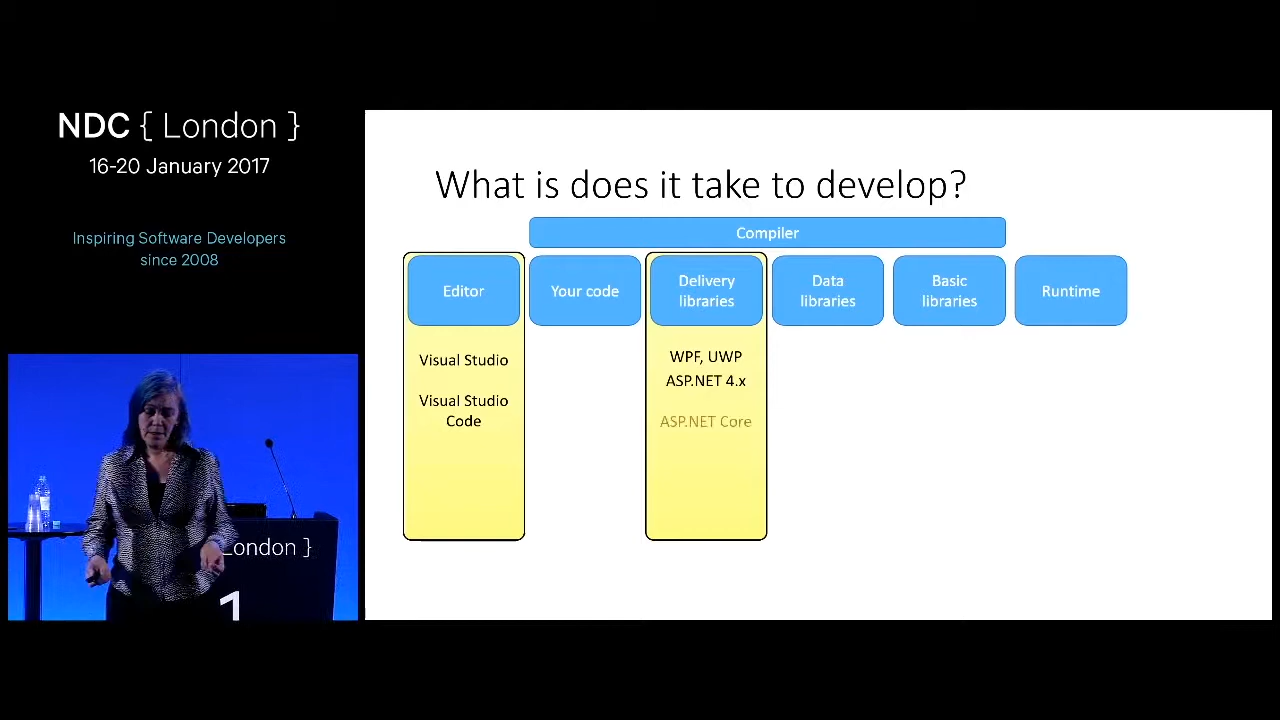 NDC { London }
16-20 January 2017
Inspiring Software Developers
since 2008
London }
1
What is does it take to develop?
Compiler
Editor
Your code
Delivery
libraries
Data
libraries
Basic
libraries
Runtime
Visual Studio
Visual Studio
Code
WPF, UWP
ASP.NET 4.x
ASP.NET Core